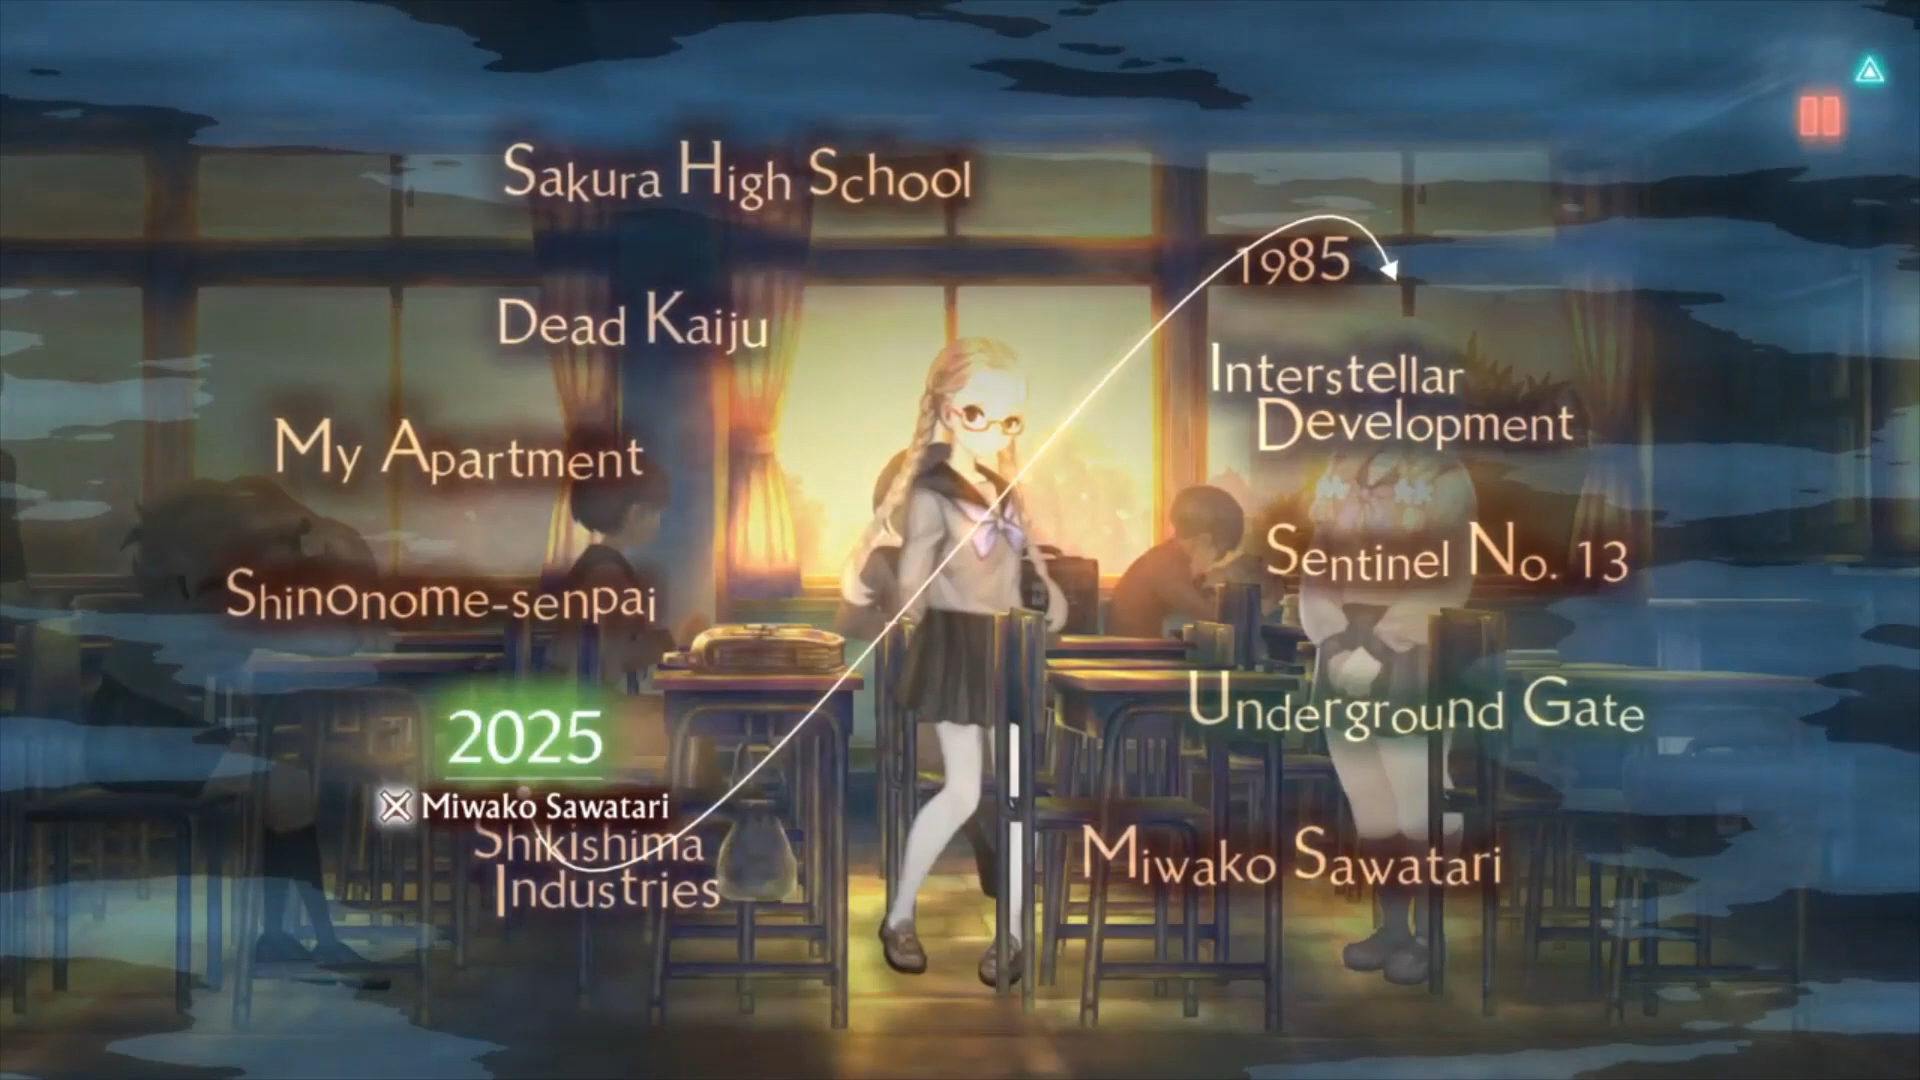 Sakura High School
1985
Dead Kaiju
Interstellar
Development
My Apartment
Sentinel No. 13
Shinonome-senpai
Underground Gate
2025
Miwako Sawatari
Shikishima
Industries
Miwako Sawatari